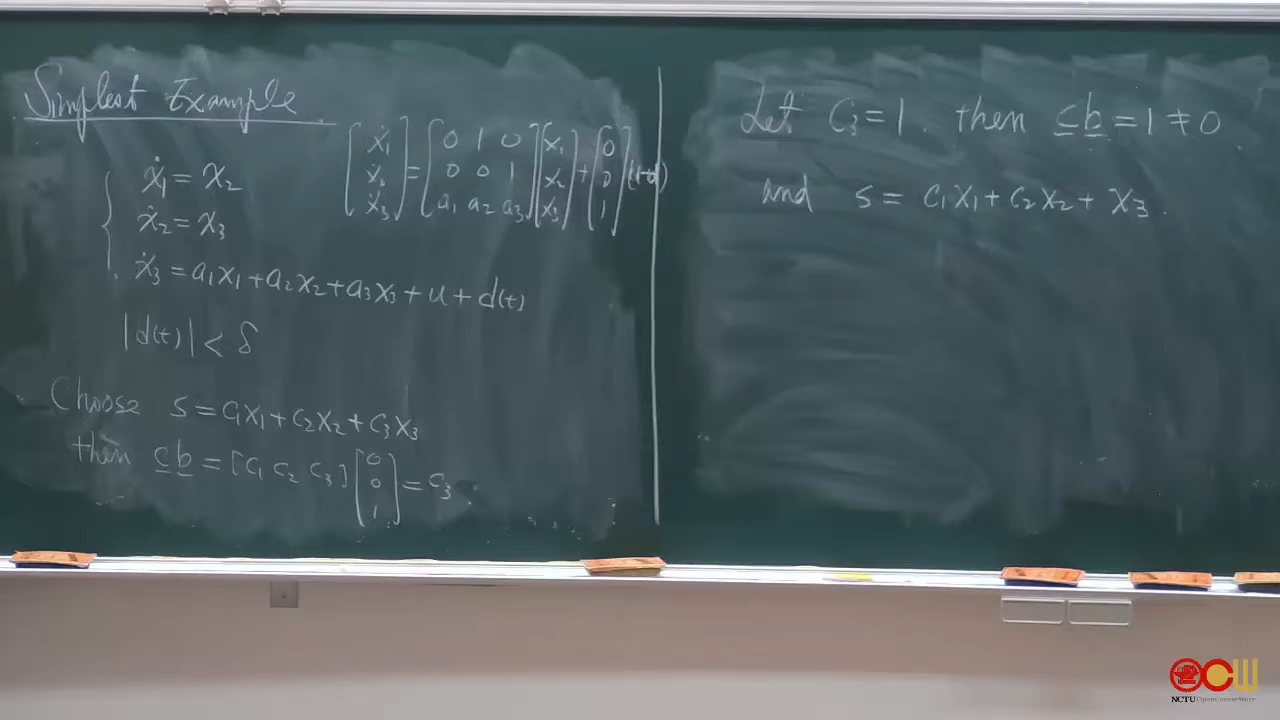 Simplest Example
ẋ₁ = x₂
ẋ₂ = x₃
ẋ₃ = a₁x₁ + a₂x₂ + a₃x₃ + u + d(t)
[ẋ₁ ẋ₂ ẋ₃] = [0 1 0; 0 0 1; a₁ a₂ a₃] [x₁ x₂ x₃] + [0 0 1] (u+d)
|d(t)| < δ
Choose s = c₁x₁ + c₂x₂ + c₃x₃
then c b = [c₁ c₂ c₃] [0 0 1] = c₃
Let c₃ = 1. then c b = 1 ≠ 0
and s = c₁x₁ + c₂x₂ + x₃.
OCW
NCTU OpenCourseWare